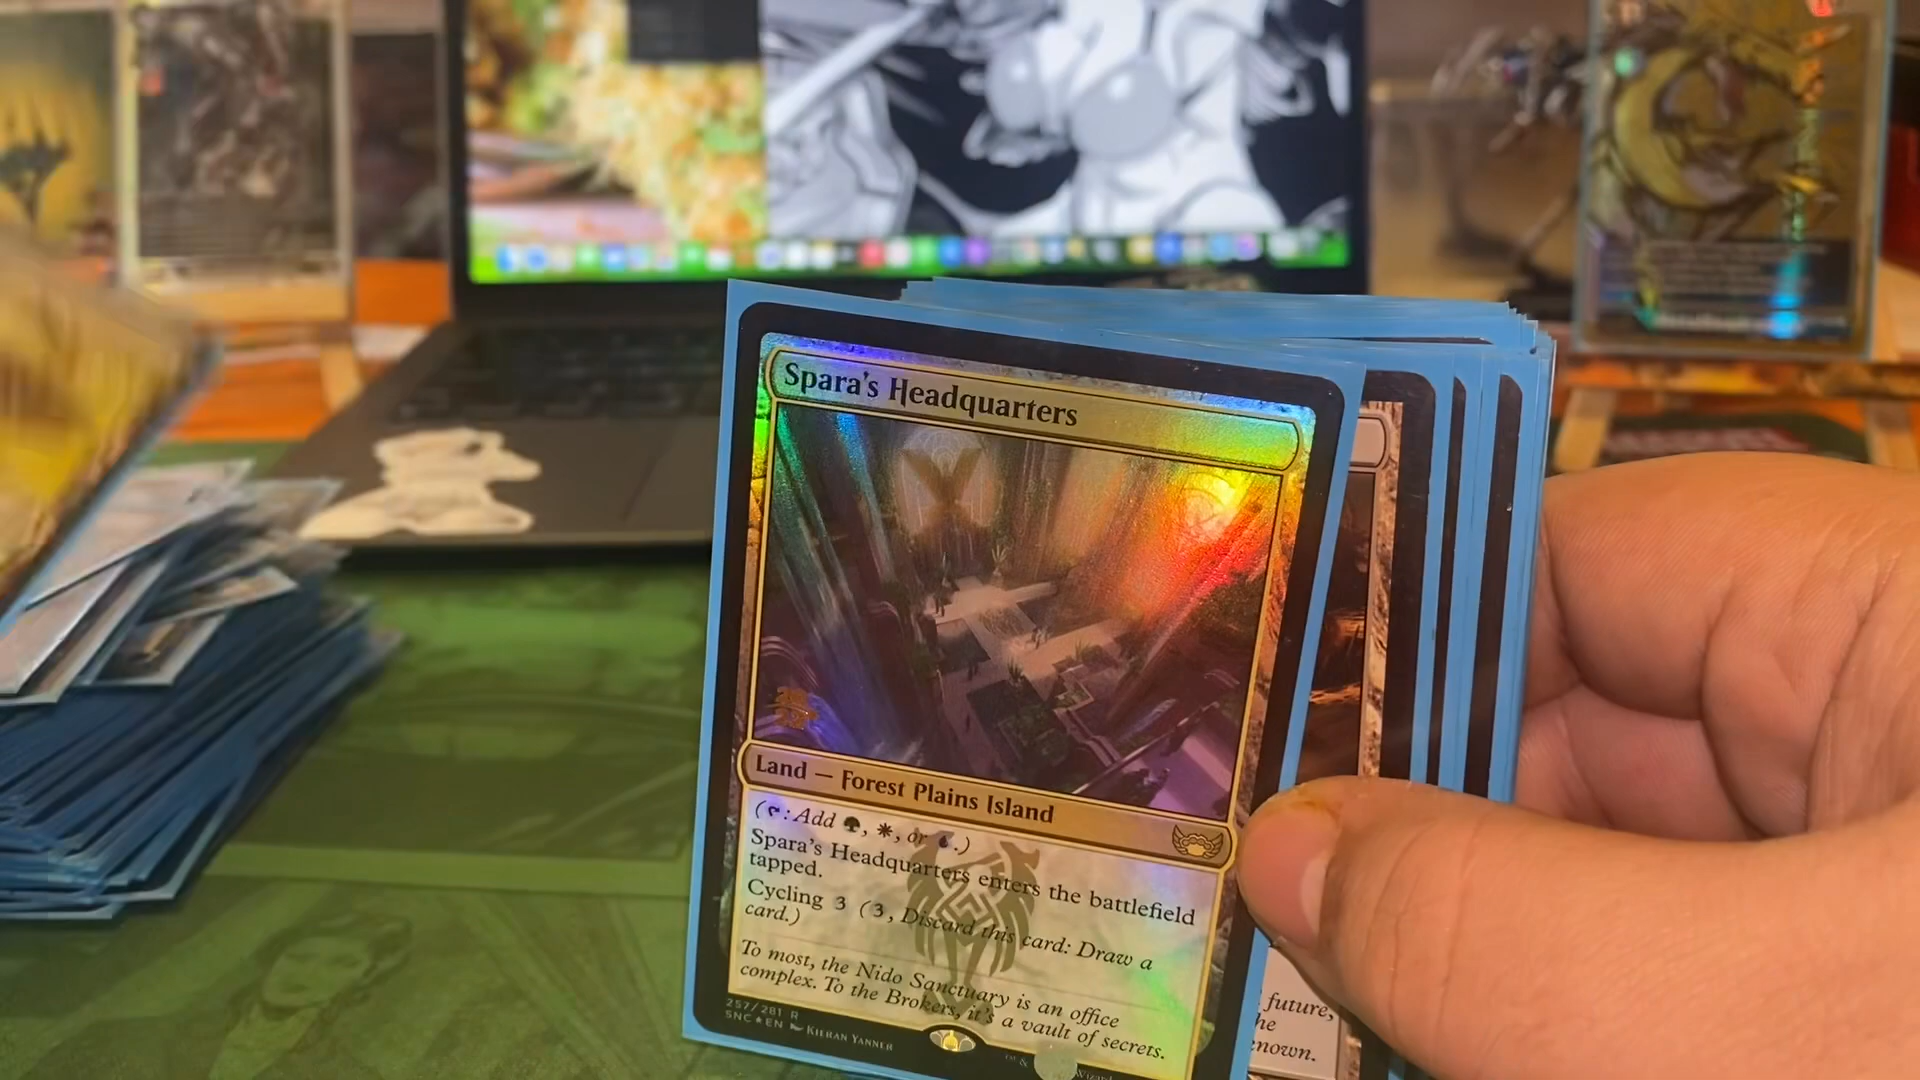 Spara's Headquarters
Land — Forest Plains Island
(T: Add G, W, or U.)
Spara's Headquarters enters the battlefield
tapped.
Cycling 3 (3, Discard this card: Draw a
card.)
To most, the Nido Sanctuary is an office
complex. To the Brokers, it's a vault of secrets.
257/281 R
SNC ★ EN KIERAN YANNER
future,